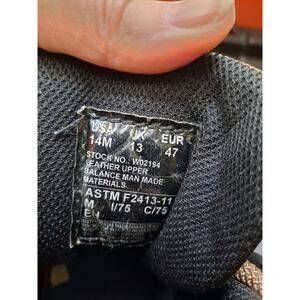 USA UK EUR
14M 13 47
STOCK NO.: W02194
LEATHER UPPER
BALANCE MAN MADE
MATERIALS.
ASTM F2413-11
M I/75 C/75
EH